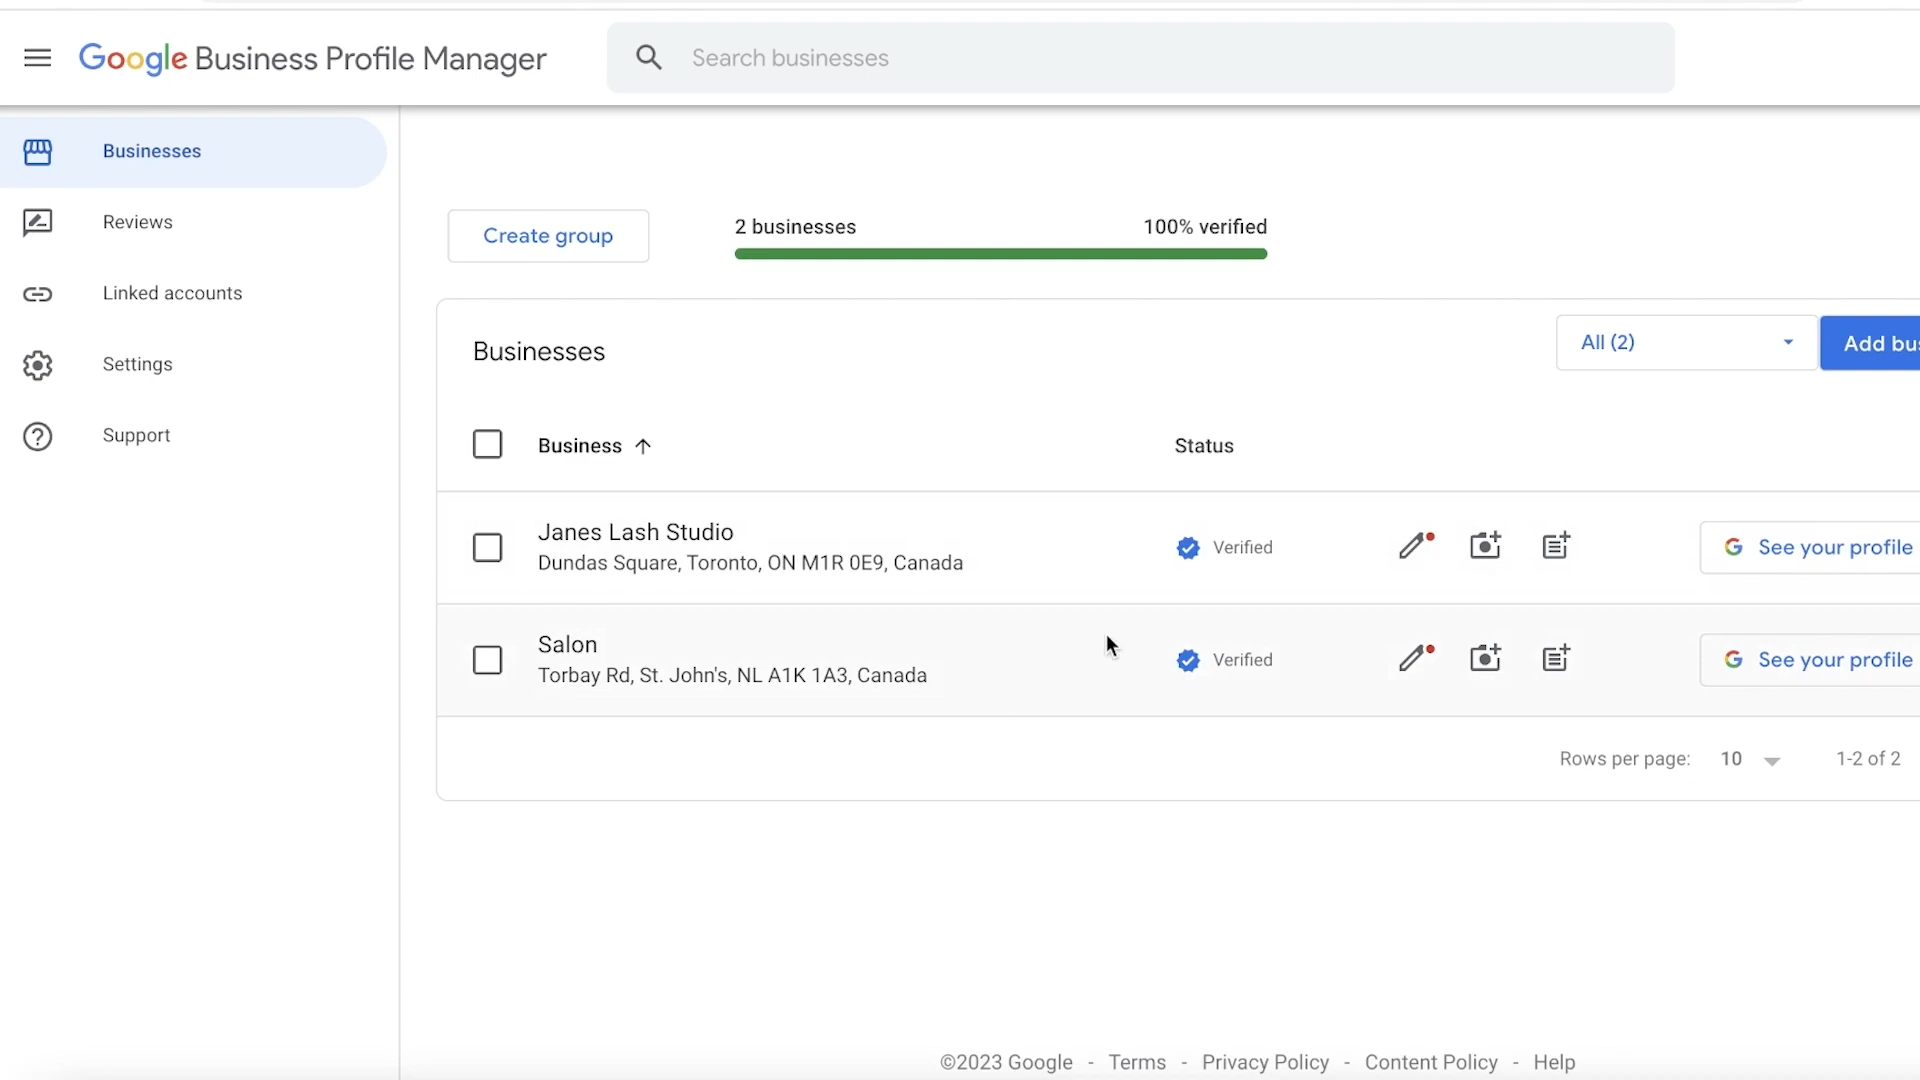 Google Business Profile Manager
Search businesses
Businesses
Reviews
Linked accounts
Settings
Support
Create group
2 businesses
100% verified
Businesses
All (2)
Add bus
Business
Status
Janes Lash Studio
Dundas Square, Toronto, ON M1R 0E9, Canada
Verified
G See your profile
Salon
Torbay Rd, St. John's, NL A1K 1A3, Canada
Verified
G See your profile
Rows per page: 10 1-2 of 2
©2023 Google - Terms - Privacy Policy - Content Policy - Help